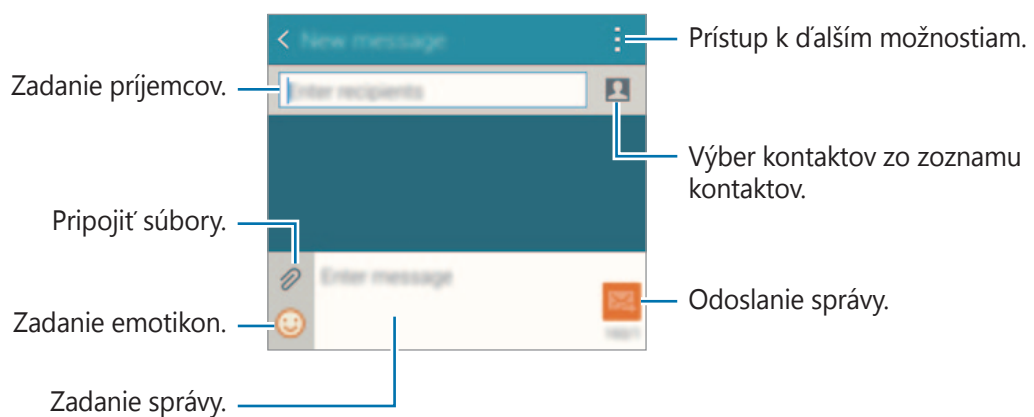 New message
Prístup k ďalším možnostiam.
Zadanie príjemcov.
Enter recipients
Výber kontaktov zo zoznamu
kontaktov.
Pripojiť súbory.
Enter message
Odoslanie správy.
Zadanie emotikon.
Zadanie správy.